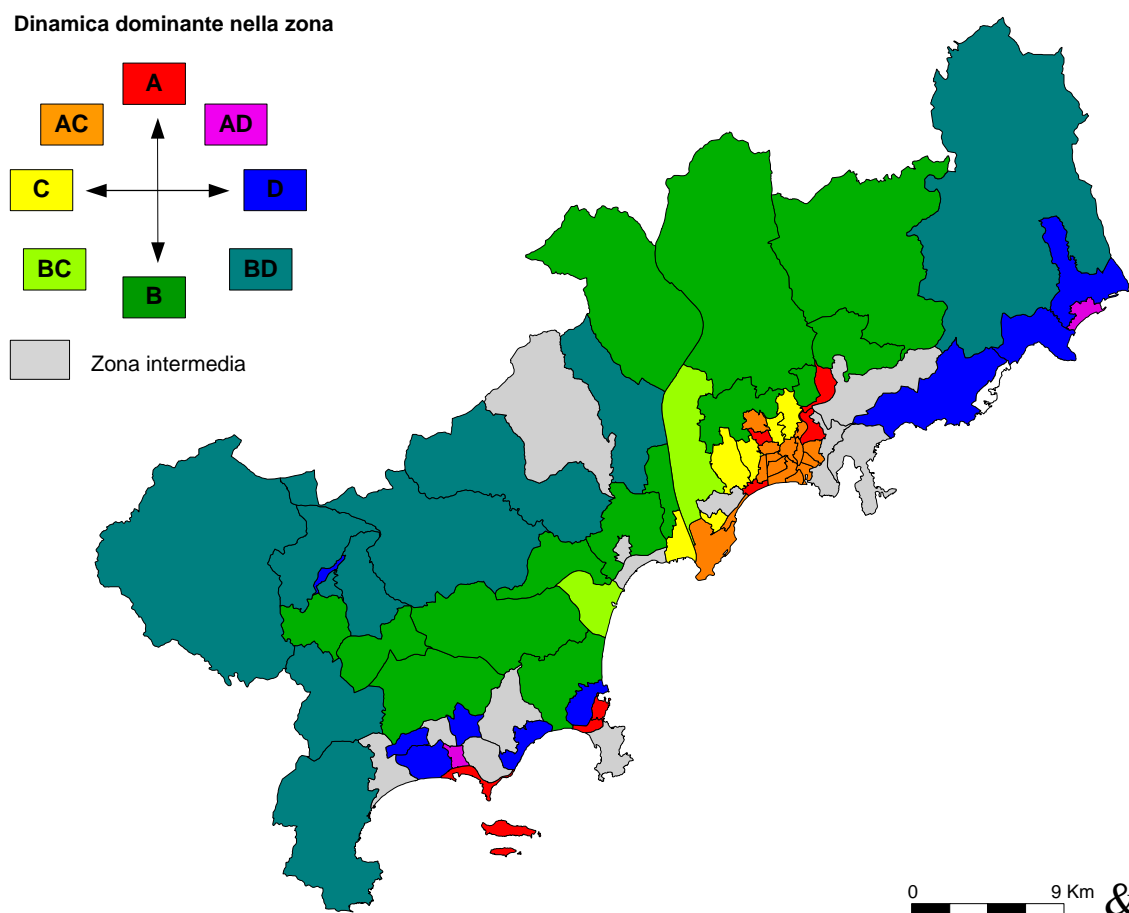 Dinamica dominante nella zona
A
AC AD
C D
BC BD
B
Zona intermedia
0 9 Km &